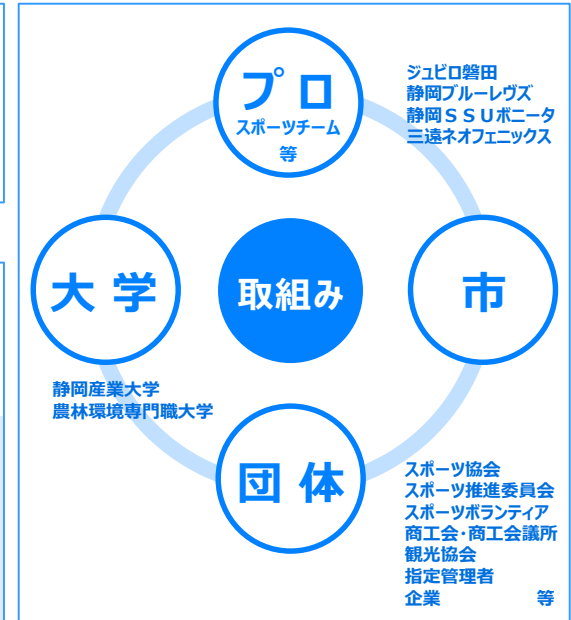 プロ
スポーツチーム
等
ジュビロ磐田
静岡ブルーレヴズ
静岡ＳＳＵボニータ
三遠ネオフェニックス
大 学
取組み
市
静岡産業大学
農林環境専門職大学
団 体
スポーツ協会
スポーツ推進委員会
スポーツボランティア
商工会・商工会議所
観光協会
指定管理者
企業 等